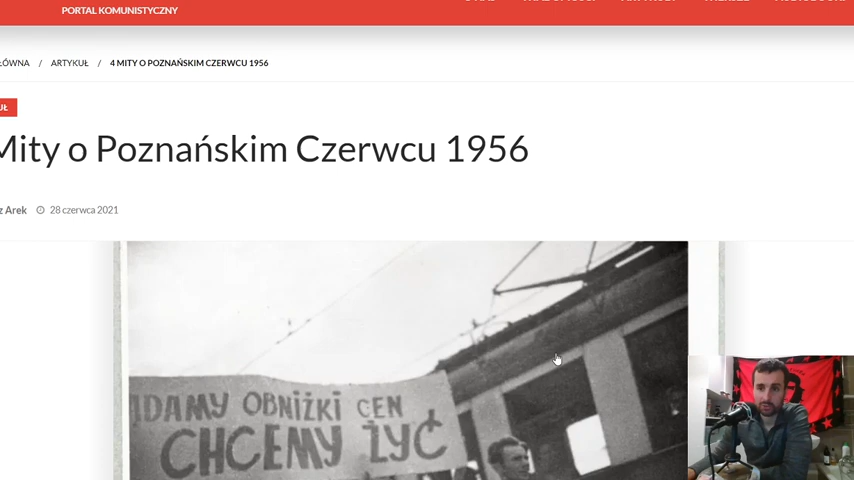 PORTAL KOMUNISTYCZNY
ŁÓWNA / ARTYKUŁ / 4 MITY O POZNAŃSKIM CZERWCU 1956
UŁ
Mity o Poznańskim Czerwcu 1956
z Arek 28 czerwca 2021
DAMY OBNIŻKI CEN
CHCEMY ŻYĆ